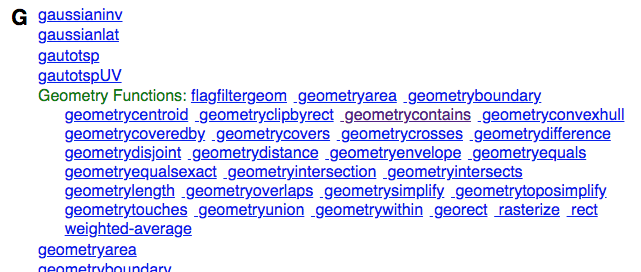 G gaussianinv
gaussianlat
gautotsp
gautotspUV
Geometry Functions: flagfiltergeom geometryarea geometryboundary
geometrycentroid geometryclipbyrect geometrycontains geometryconvexhull
geometrycoveredby geometrycovers geometrycrosses geometrydifference
geometrydisjoint geometrydistance geometryenvelope geometryequals
geometryequalsexact geometryintersection geometryintersects
geometrylength geometryoverlaps geometrysimplify geometrytoposimplify
geometrytouches geometryunion geometrywithin georect rasterize rect
weighted-average
geometryarea
geometryboundary